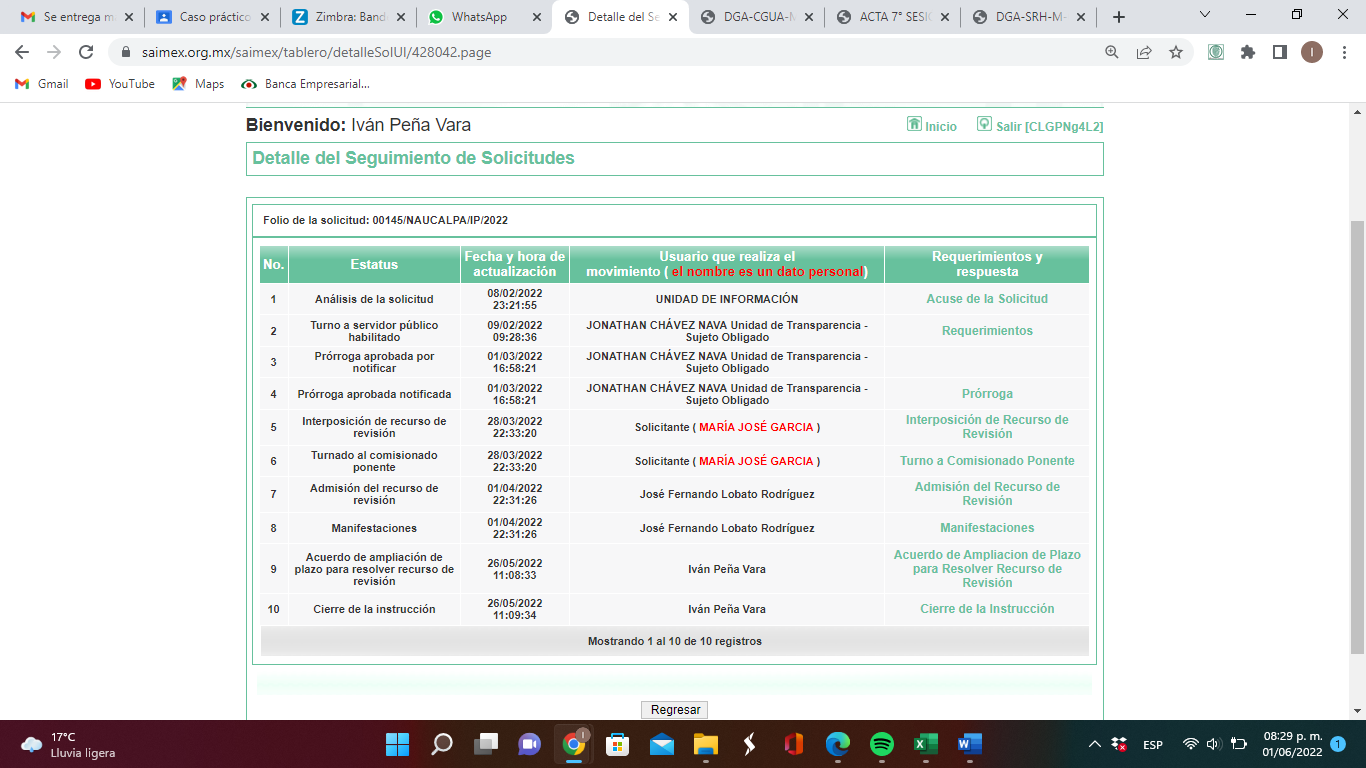 Se entrega m
Caso práctico
Zimbra: Band
WhatsApp
Detalle del Se
DGA-CGUA-M
ACTA 7° SESIO
DGA-SRH-M-
saimex.org.mx/saimex/tablero/detalleSolUI/428042.page
I
Gmail
YouTube
Maps
Banca Empresarial...
Bienvenido: Iván Peña Vara
Inicio
Salir [CLGPNg4L2]
Detalle del Seguimiento de Solicitudes
Folio de la solicitud: 00145/NAUCALPA/IP/2022
No.
Estatus
Fecha y hora de
actualización
Usuario que realiza el
movimiento ( el nombre es un dato personal)
Requerimientos y
respuesta
1
Análisis de la solicitud
08/02/2022
23:21:55
UNIDAD DE INFORMACIÓN
Acuse de la Solicitud
2
Turno a servidor público
habilitado
09/02/2022
09:28:36
JONATHAN CHÁVEZ NAVA Unidad de Transparencia -
Sujeto Obligado
Requerimientos
3
Prórroga aprobada por
notificar
01/03/2022
16:58:21
JONATHAN CHÁVEZ NAVA Unidad de Transparencia -
Sujeto Obligado
4
Prórroga aprobada notificada
01/03/2022
16:58:21
JONATHAN CHÁVEZ NAVA Unidad de Transparencia -
Sujeto Obligado
Prórroga
5
Interposición de recurso de
revisión
28/03/2022
22:33:20
Solicitante ( MARÍA JOSÉ GARCIA )
Interposición de Recurso de
Revisión
6
Turnado al comisionado
ponente
28/03/2022
22:33:20
Solicitante ( MARÍA JOSÉ GARCIA )
Turno a Comisionado Ponente
7
Admisión del recurso de
revisión
01/04/2022
22:31:26
José Fernando Lobato Rodríguez
Admisión del Recurso de
Revisión
8
Manifestaciones
01/04/2022
22:31:26
José Fernando Lobato Rodríguez
Manifestaciones
9
Acuerdo de ampliación de
plazo para resolver recurso de
revisión
26/05/2022
11:08:33
Iván Peña Vara
Acuerdo de Ampliacion de Plazo
para Resolver Recurso de
Revisión
10
Cierre de la instrucción
26/05/2022
11:09:34
Iván Peña Vara
Cierre de la Instrucción
Mostrando 1 al 10 de 10 registros
Regresar
17°C
Lluvia ligera
ESP
08:29 p. m.
01/06/2022
1